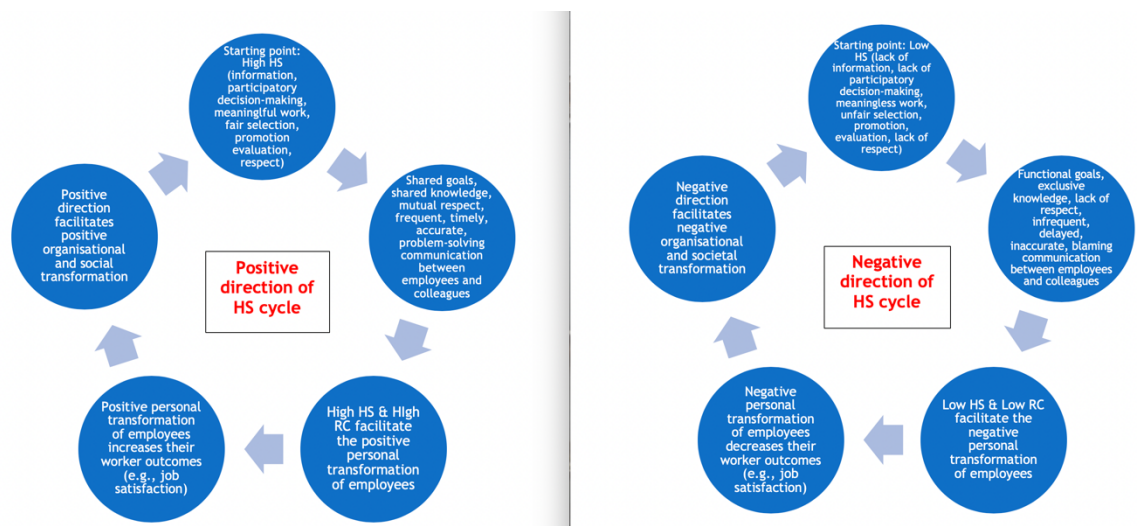 Starting point:
High HS
(information,
participatory
decision-making,
meaninlful work,
fair selection,
promotion
evaluation,
respect)
Shared goals,
shared knowledge,
mutual respect,
frequent, timely,
accurate,
problem-solving
communication
between
employees and
colleagues
High HS & HIgh
RC facilitate
the positive
personal
transformation
of employees
Positive personal
transformation
of employees
increases their
worker outcomes
(e.g., job
satisfaction)
Positive
direction
facilitates
positive
organisational
and social
transformation
Positive
direction of
HS cycle
Starting point: Low
HS (lack of
information, lack of
participatory
decision-making,
meaningless work,
unfair selection,
promotion,
evaluation, lack of
respect)
Functional goals,
exclusive
knowledge, lack of
respect,
infrequent,
delayed,
inaccurate, blaming
communication
between employees
and colleagues
Low HS & Low RC
facilitate the
negative
personal
transformation
of employees
Negative
personal
transformation
of employees
decreases their
worker outcomes
(e.g., job
satisfaction)
Negative
direction
facilitates
negative
organisational
and societal
transformation
Negative
direction of
HS cycle